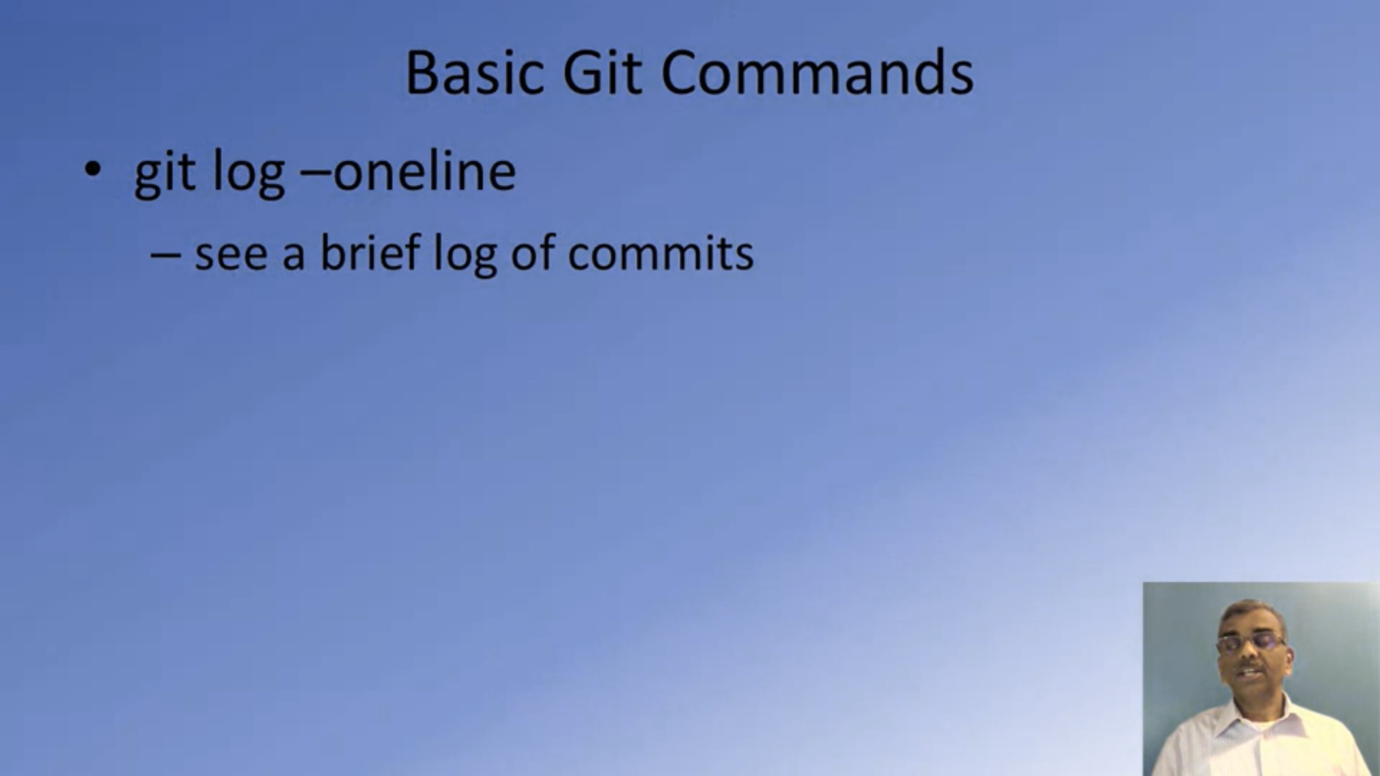 Basic Git Commands
• git log –oneline
– see a brief log of commits